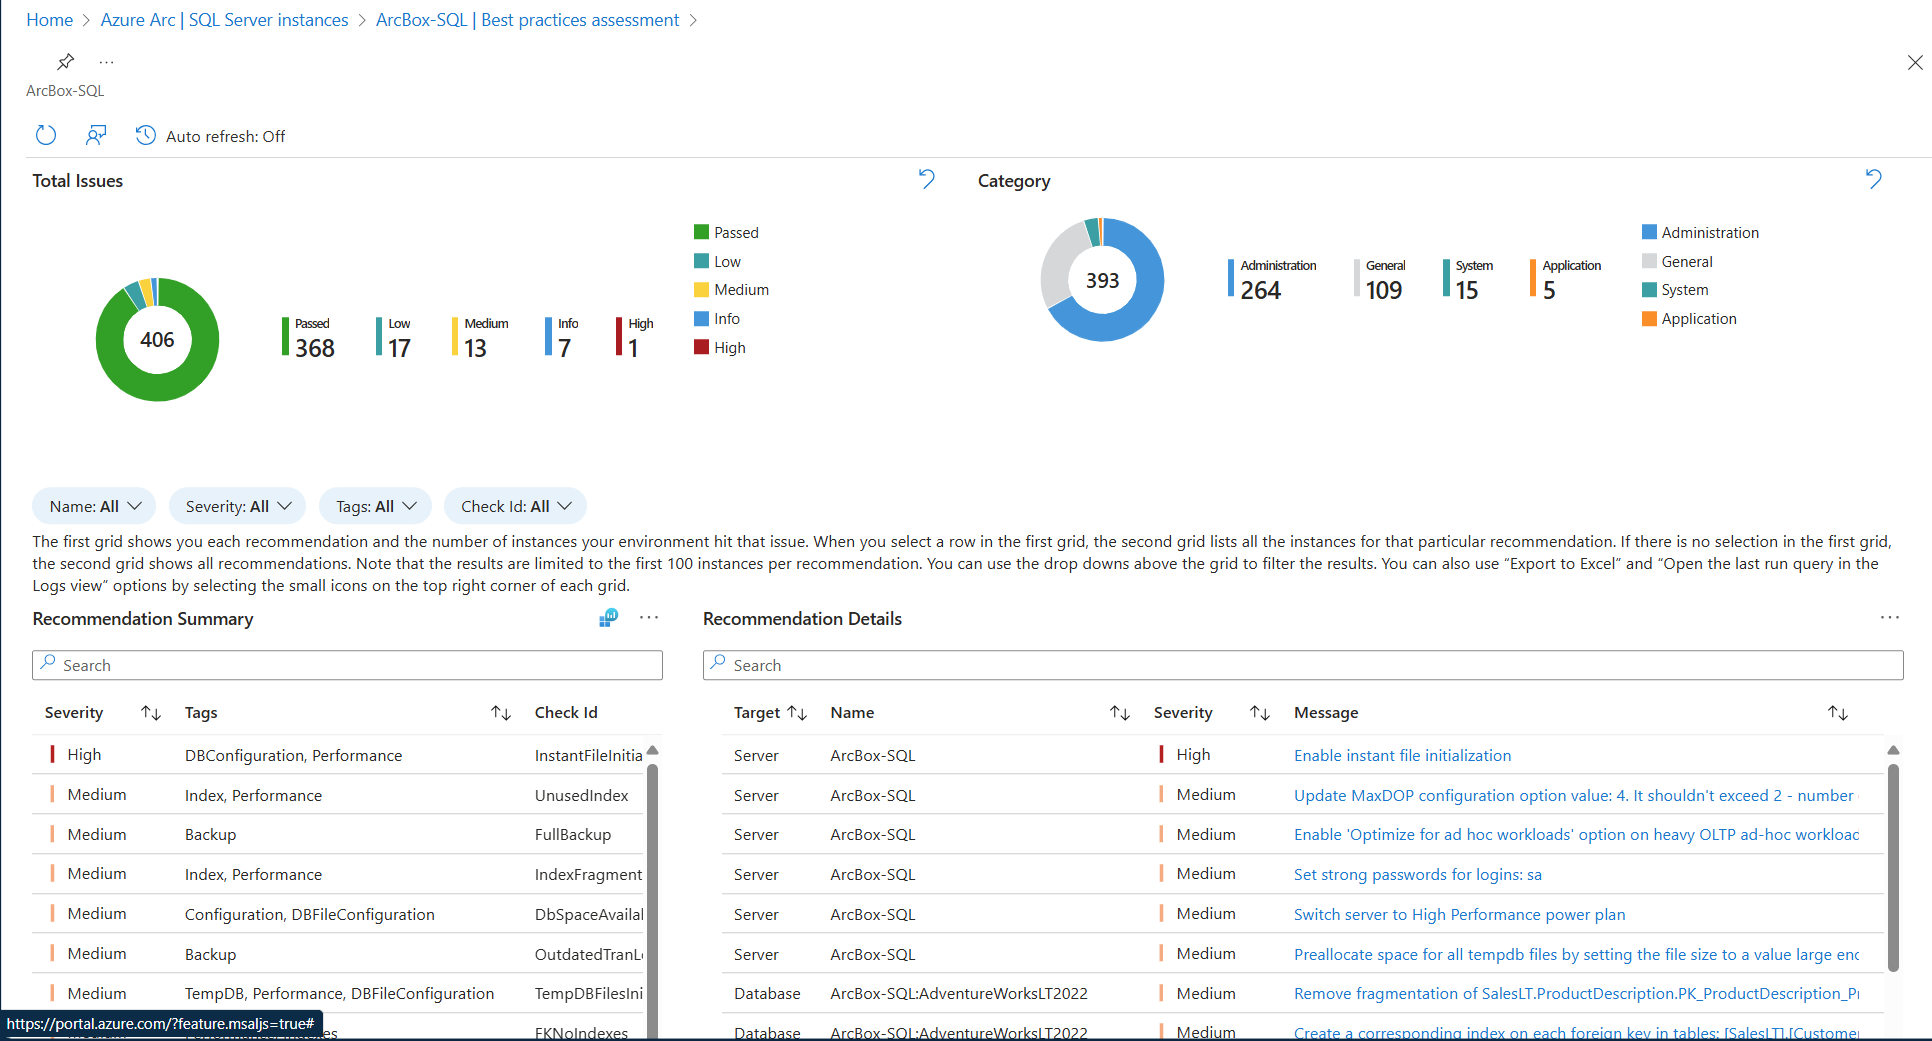 Home > Azure Arc | SQL Server instances > ArcBox-SQL | Best practices assessment >
...
ArcBox-SQL
Auto refresh: Off
Total Issues
406
Passed 368
Low 17
Medium 13
Info 7
High 1
Passed
Low
Medium
Info
High
Category
393
Administration 264
General 109
System 15
Application 5
Administration
General
System
Application
Name: All
Severity: All
Tags: All
Check Id: All
The first grid shows you each recommendation and the number of instances your environment hit that issue. When you select a row in the first grid, the second grid lists all the instances for that particular recommendation. If there is no selection in the first grid,
the second grid shows all recommendations. Note that the results are limited to the first 100 instances per recommendation. You can use the drop downs above the grid to filter the results. You can also use “Export to Excel” and “Open the last run query in the
Logs view” options by selecting the small icons on the top right corner of each grid.
Recommendation Summary
...
Search
Severity Tags Check Id
High DBConfiguration, Performance InstantFileInitia
Medium Index, Performance UnusedIndex
Medium Backup FullBackup
Medium Index, Performance IndexFragment
Medium Configuration, DBFileConfiguration DbSpaceAvailal
Medium Backup OutdatedTranL
Medium TempDB, Performance, DBFileConfiguration TempDBFilesIni
FKNoIndexes
Recommendation Details
...
Search
Target Name Severity Message
Server ArcBox-SQL High Enable instant file initialization
Server ArcBox-SQL Medium Update MaxDOP configuration option value: 4. It shouldn't exceed 2 - number
Server ArcBox-SQL Medium Enable 'Optimize for ad hoc workloads' option on heavy OLTP ad-hoc workload
Server ArcBox-SQL Medium Set strong passwords for logins: sa
Server ArcBox-SQL Medium Switch server to High Performance power plan
Server ArcBox-SQL Medium Preallocate space for all tempdb files by setting the file size to a value large enc
Database ArcBox-SQL:AdventureWorksLT2022 Medium Remove fragmentation of SalesLT.ProductDescription.PK_ProductDescription_Pr
Database ArcBox-SQL:AdventureWorksLT2022 Medium Create a corresponding index on each foreign key in tables: [SalesLT].[Custome
https://portal.azure.com/?feature.msaljs=true#